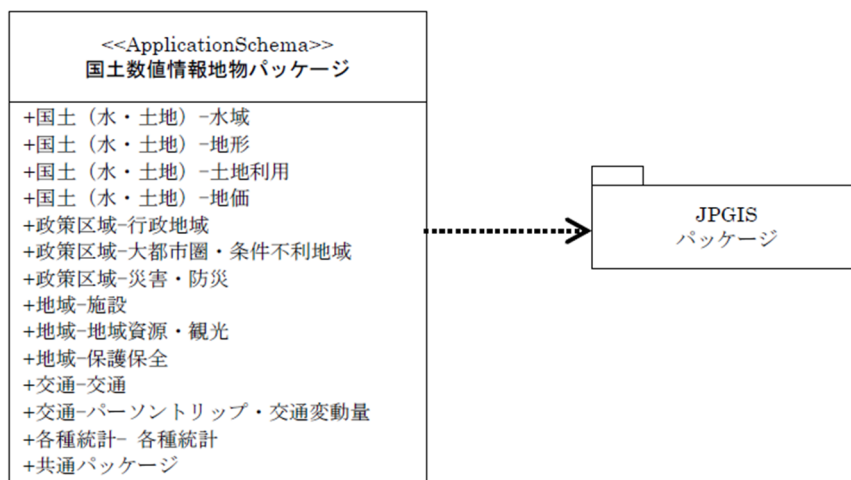 <<ApplicationSchema>>
国土数値情報地物パッケージ
+国土（水・土地）-水域
+国土（水・土地）-地形
+国土（水・土地）-土地利用
+国土（水・土地）-地価
+政策区域-行政地域
+政策区域-大都市圏・条件不利地域
+政策区域-災害・防災
+地域-施設
+地域-地域資源・観光
+地域-保護保全
+交通-交通
+交通-パーソントリップ・交通変動量
+各種統計- 各種統計
+共通パッケージ
JPGIS
パッケージ